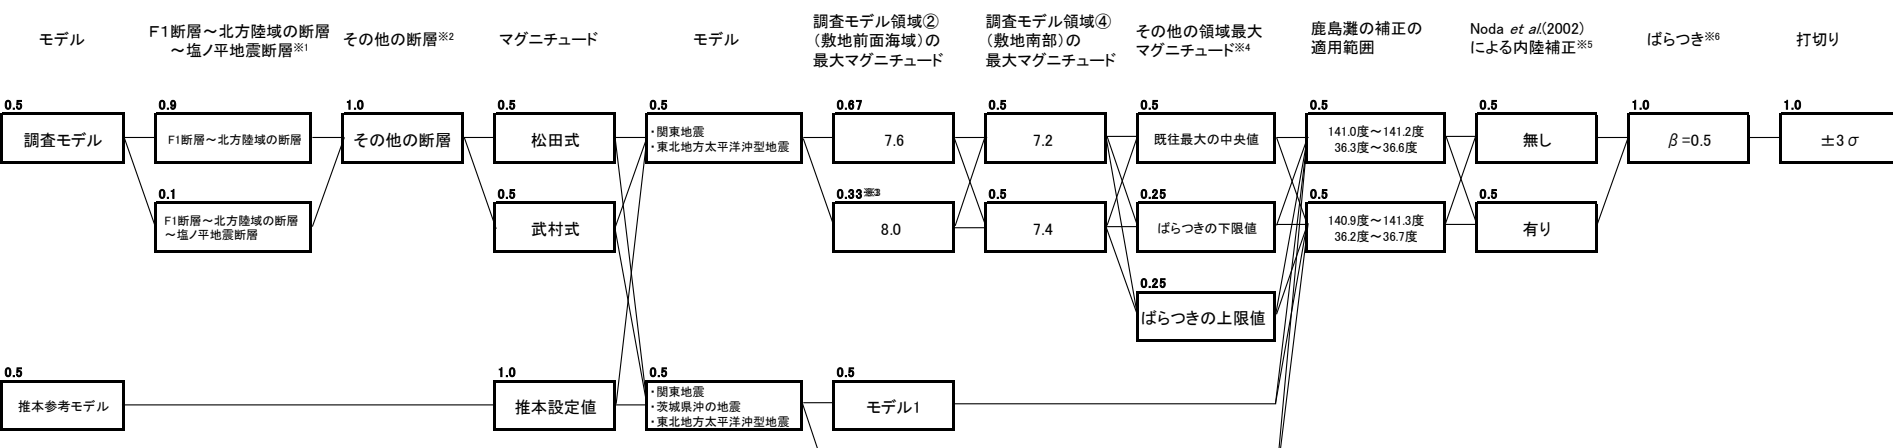 モデル
F1断層～北方陸域の断層
～塩ノ平地震断層※1
その他の断層※2
マグニチュード
モデル
調査モデル領域②
（敷地前面海域）の
最大マグニチュード
調査モデル領域④
（敷地南部）の
最大マグニチュード
その他の領域最大
マグニチュード※4
鹿島灘の補正の
適用範囲
Noda et al.(2002)
による内陸補正※5
ばらつき※6
打切り
0.5
調査モデル
0.9
F1断層～北方陸域の断層
1.0
その他の断層
0.5
松田式
0.5
・関東地震
・東北地方太平洋沖型地震
0.67
7.6
0.5
7.2
0.5
既往最大の中央値
0.5
141.0度～141.2度
36.3度～36.6度
0.5
無し
1.0
β=0.5
1.0
±3σ
0.1
F1断層～北方陸域の断層
～塩ノ平地震断層
0.5
武村式
0.33※3
8.0
0.5
7.4
0.25
ばらつきの下限値
0.5
140.9度～141.3度
36.2度～36.7度
0.5
有り
0.25
ばらつきの上限値
0.5
推本参考モデル
1.0
推本設定値
0.5
・関東地震
・茨城県沖の地震
・東北地方太平洋沖型地震
0.5
モデル1